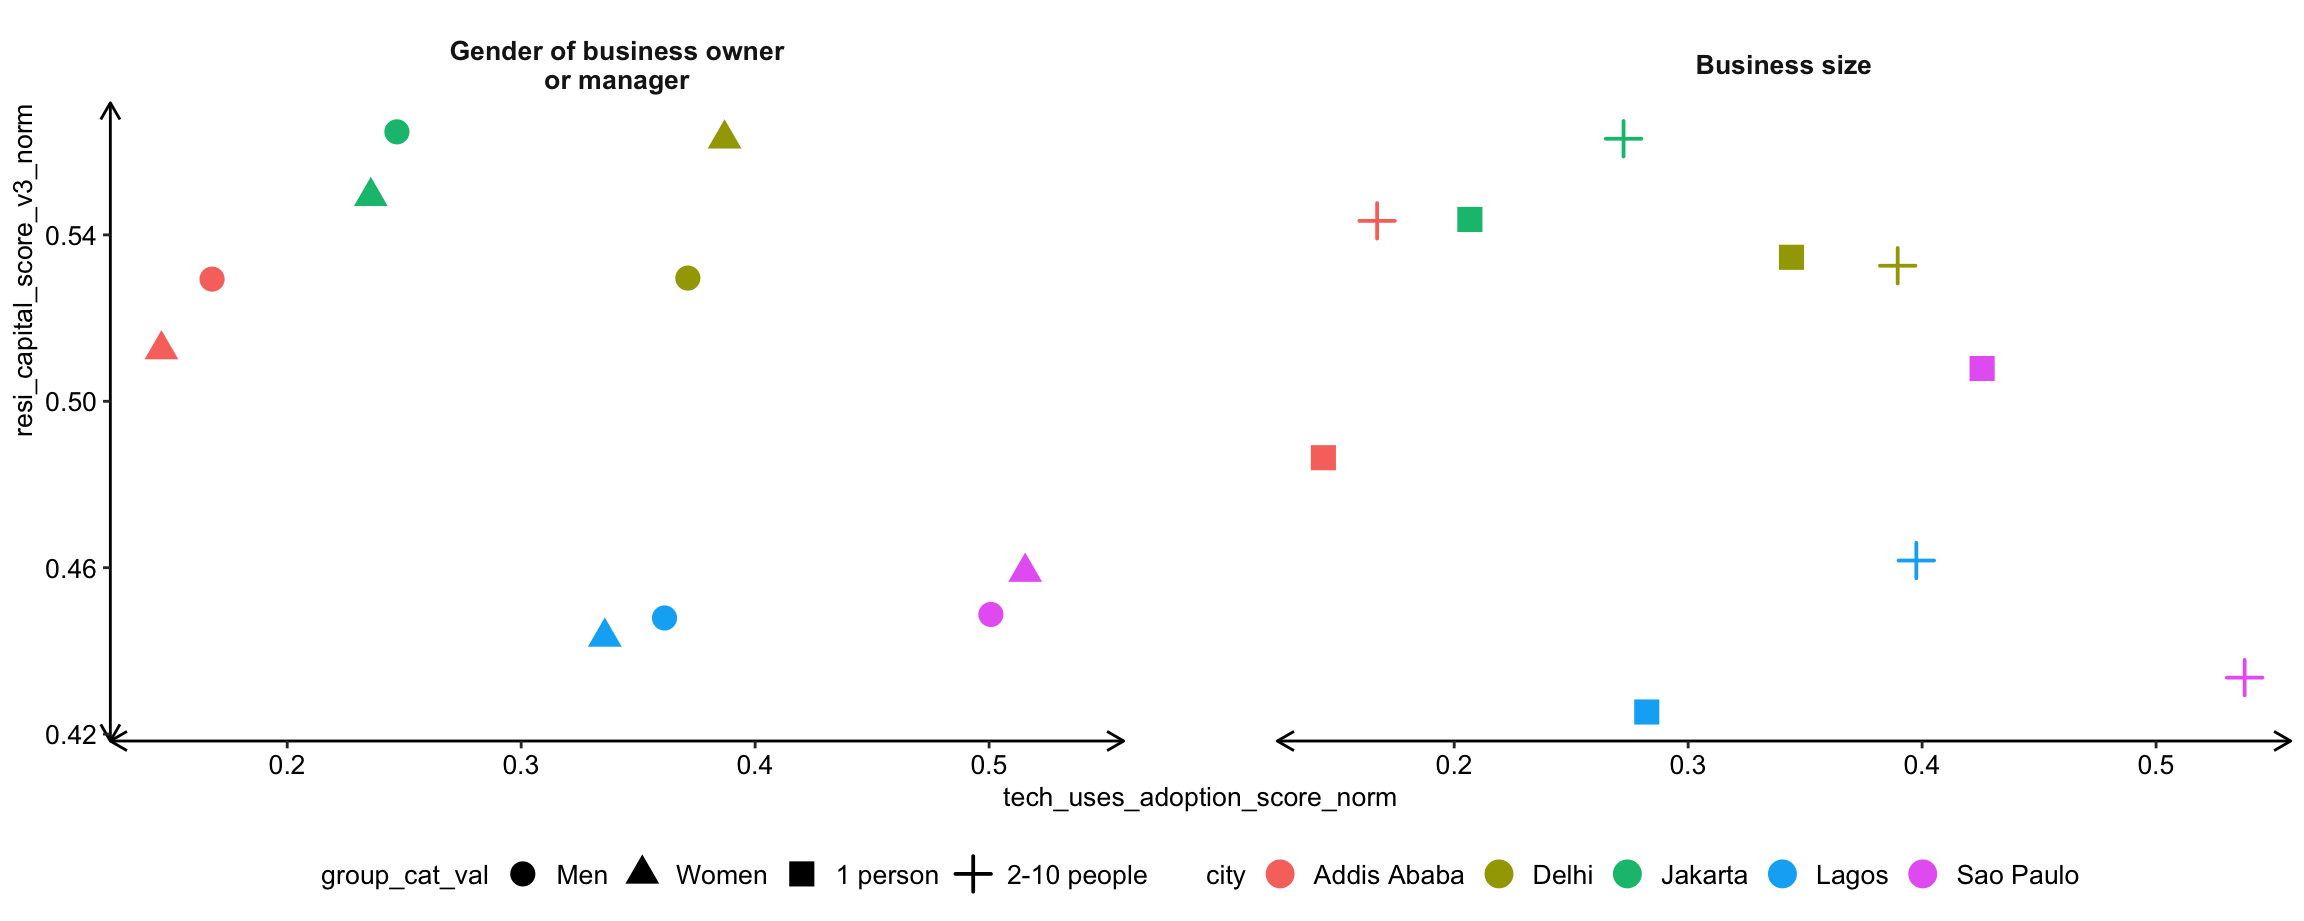 Gender of business owner
or manager
Business size
resi_capital_score_v3_norm
0.54
0.50
0.46
0.42
0.2 0.3 0.4 0.5
0.2 0.3 0.4 0.5
tech_uses_adoption_score_norm
group_cat_val Men Women 1 person 2-10 people city Addis Ababa Delhi Jakarta Lagos Sao Paulo